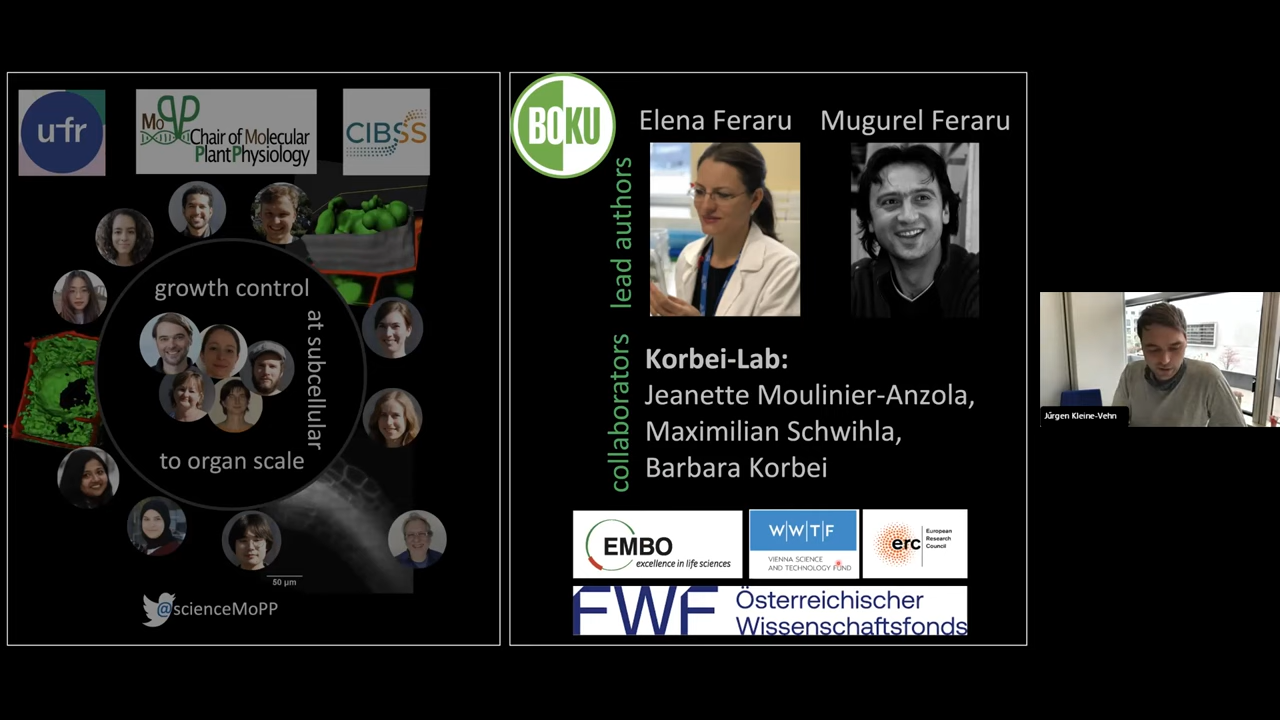 ufr
MoPP
Chair of Molecular
PlantPhysiology
CIBSS
growth control
at subcellular
to organ scale
50 µm
@scienceMoPP
BOKU
Elena Feraru
Mugurel Feraru
lead authors
collaborators
Korbei-Lab:
Jeanette Moulinier-Anzola,
Maximilian Schwihla,
Barbara Korbei
EMBO
excellence in life sciences
WWTF
VIENNA SCIENCE
AND TECHNOLOGY FUND
erc
European
Research
Council
FWF
Österreichischer
Wissenschaftsfonds
Jürgen Kleine-Vehn